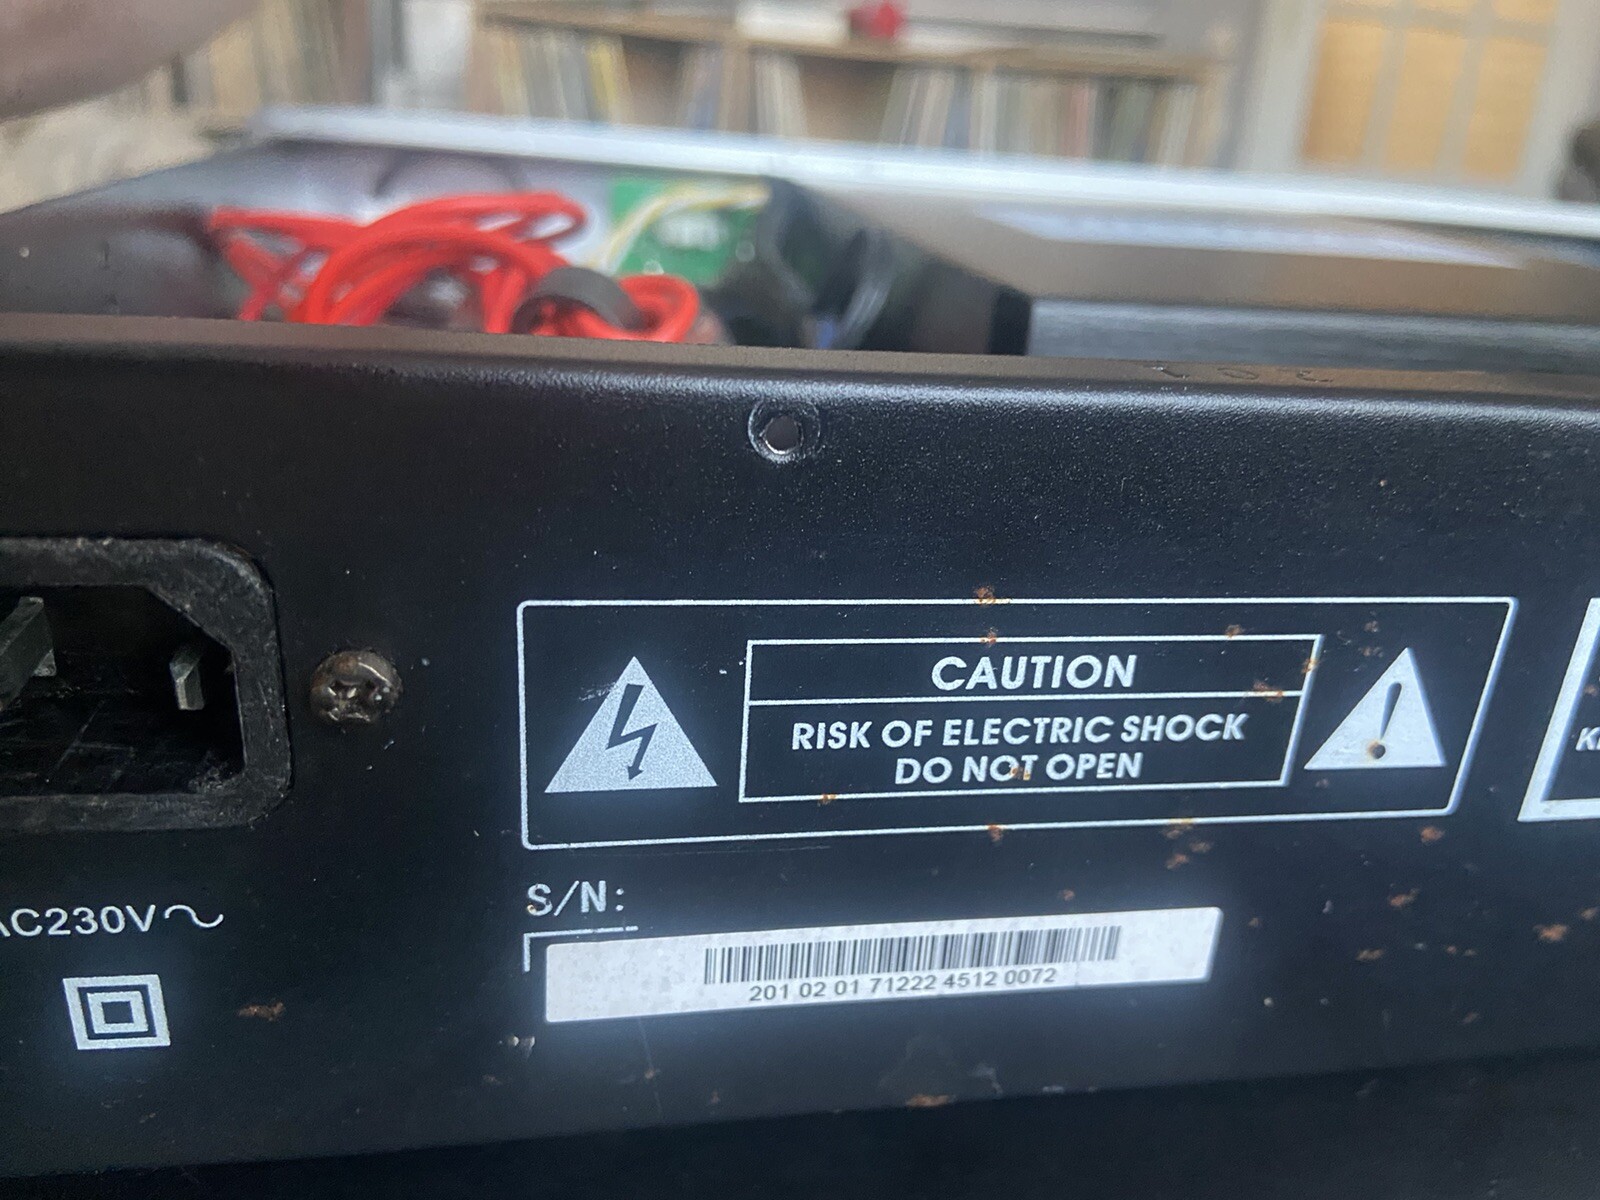 CAUTION
RISK OF ELECTRIC SHOCK
DO NOT OPEN
AC230V~
S/N:
201 02 01 71222 4512 0072